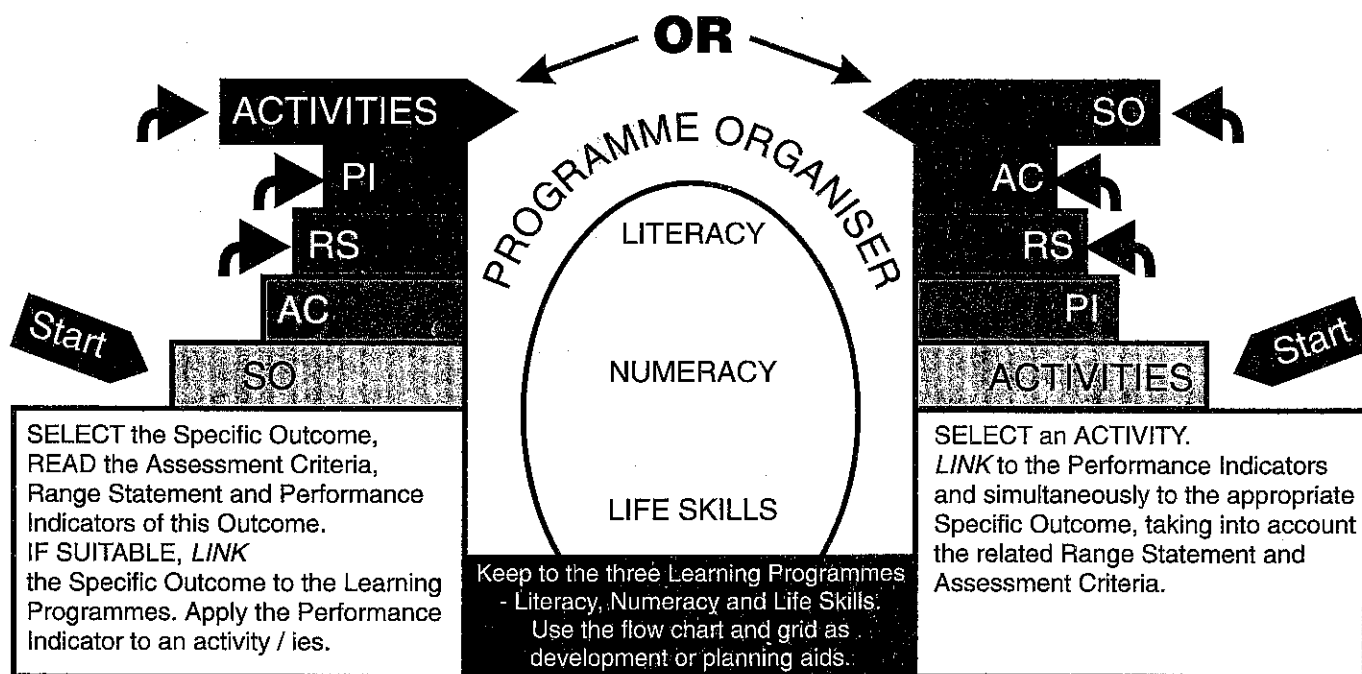 OR
ACTIVITIES
PI
RS
AC
SO
Start
SELECT the Specific Outcome,
READ the Assessment Criteria,
Range Statement and Performance
Indicators of this Outcome.
IF SUITABLE, LINK
the Specific Outcome to the Learning
Programmes. Apply the Performance
Indicator to an activity / ies.
PROGRAMME ORGANISER
LITERACY
NUMERACY
LIFE SKILLS
Keep to the three Learning Programmes
- Literacy, Numeracy and Life Skills.
Use the flow chart and grid as
development or planning aids.
SO
AC
RS
PI
ACTIVITIES
Start
SELECT an ACTIVITY.
LINK to the Performance Indicators
and simultaneously to the appropriate
Specific Outcome, taking into account
the related Range Statement and
Assessment Criteria.